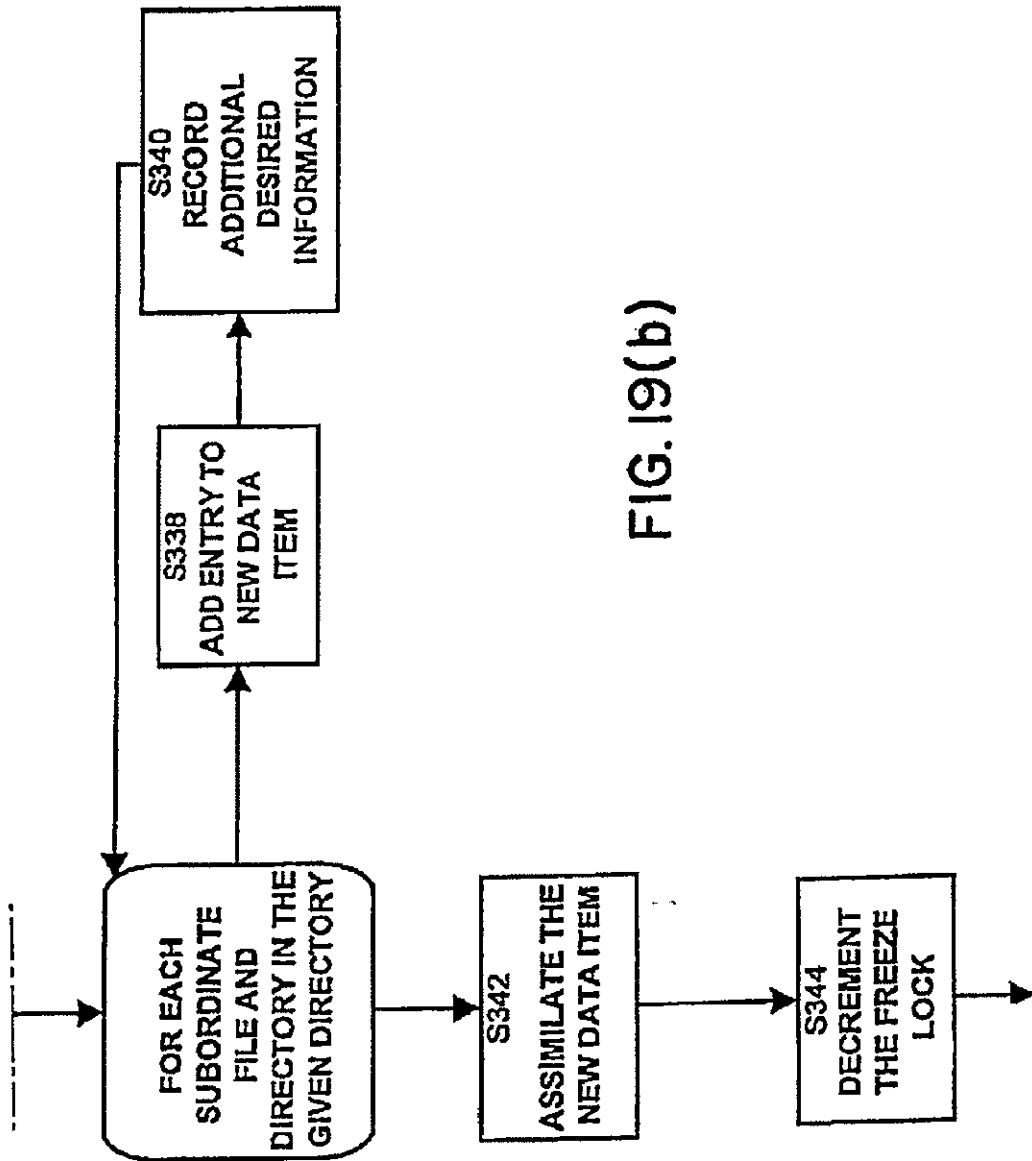 FOR EACH
SUBORDINATE
FILE AND
DIRECTORY IN THE
GIVEN DIRECTORY
S338
ADD ENTRY TO
NEW DATA
ITEM
S340
RECORD
ADDITIONAL
DESIRED
INFORMATION
S342
ASSIMILATE THE
NEW DATA ITEM
S344
DECREMENT
THE FREEZE
LOCK
FIG. 19(b)